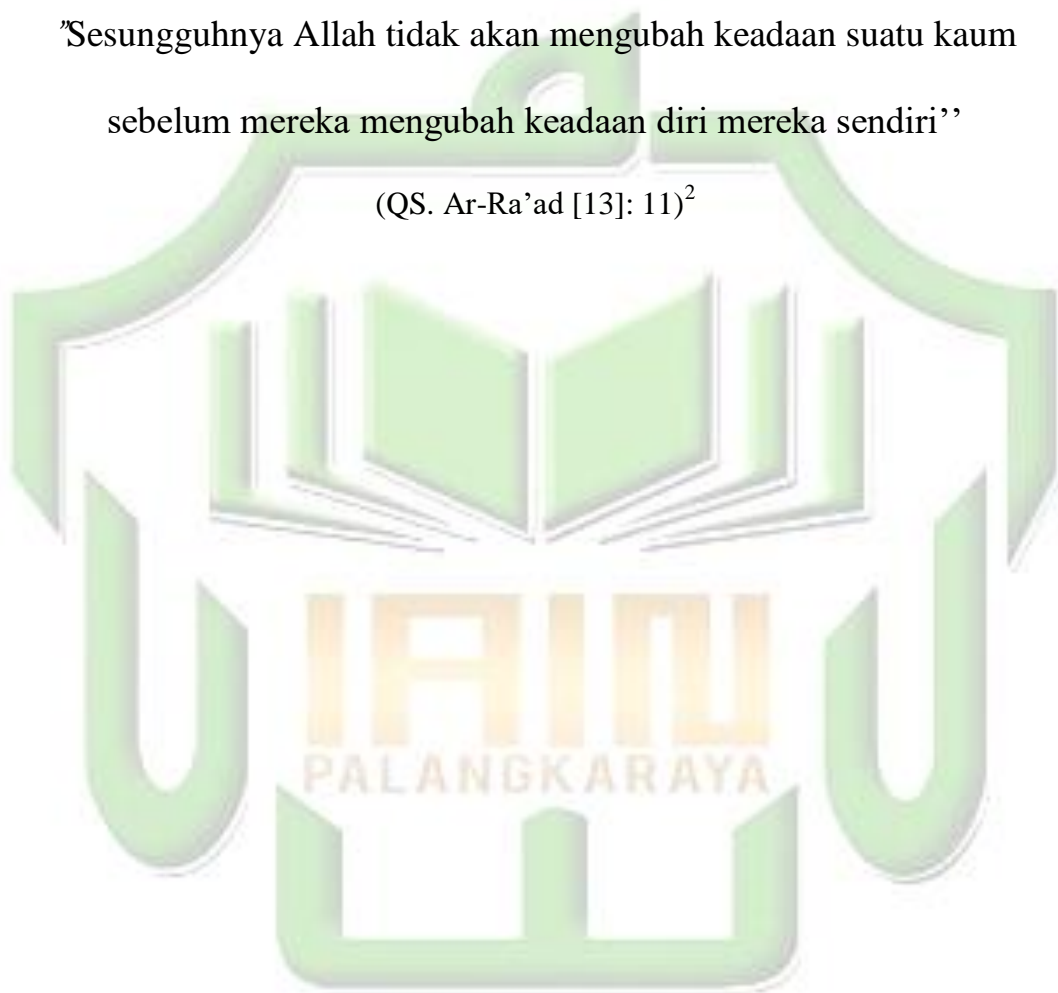 "Sesungguhnya Allah tidak akan mengubah keadaan suatu kaum
sebelum mereka mengubah keadaan diri mereka sendiri’’
(QS. Ar-Ra’ad [13]: 11)²
IAIN
PALANGKARAYA